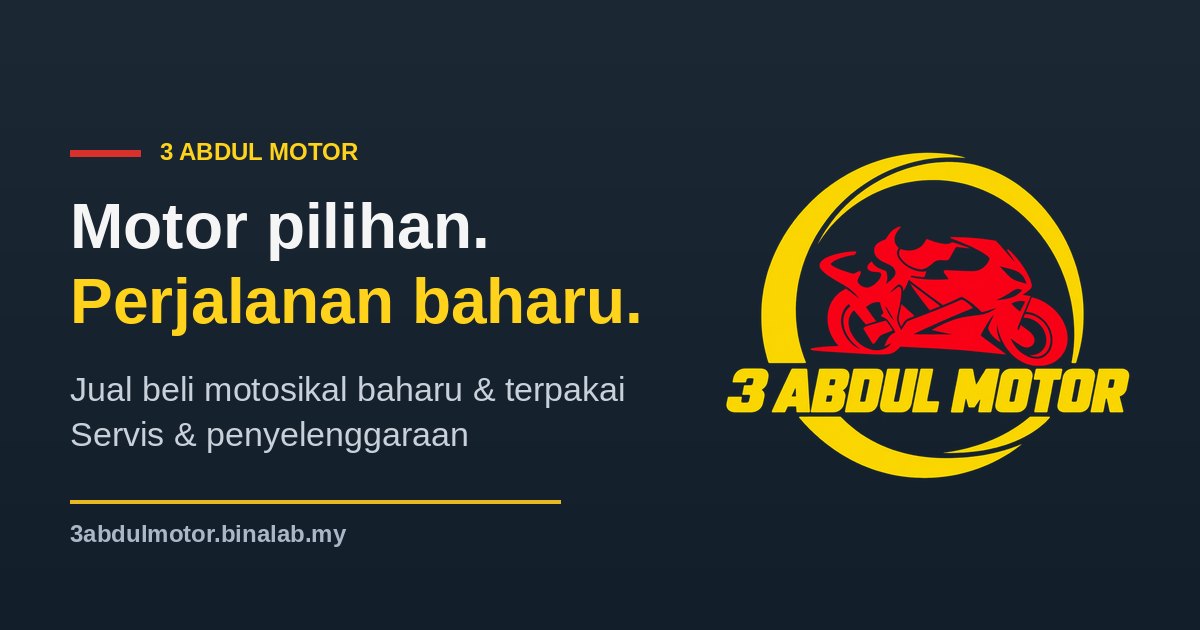 3 ABDUL MOTOR
Motor pilihan.
Perjalanan baharu.
Jual beli motosikal baharu & terpakai
Servis & penyelenggaraan
3abdulmotor.binalab.my
3 ABDUL MOTOR